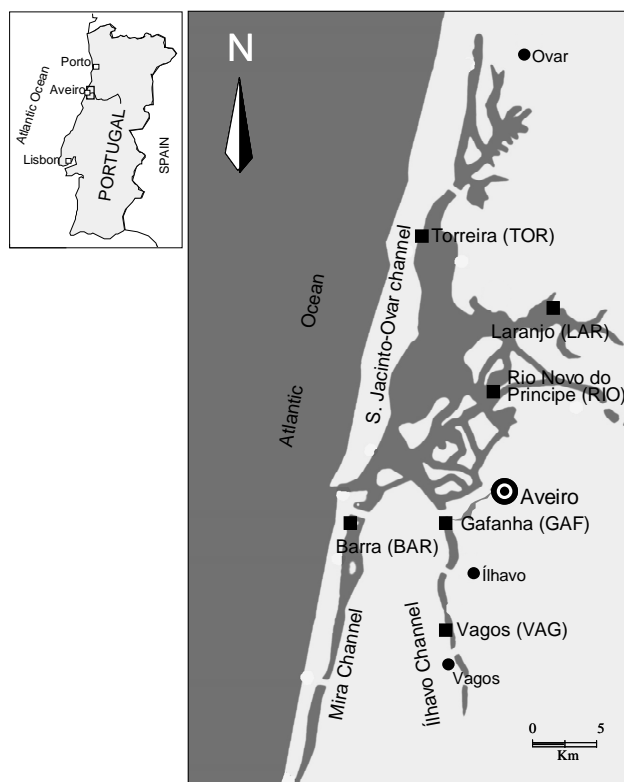 Porto
Aveiro
Lisbon
Atlantic Ocean
PORTUGAL
SPAIN
N
Ovar
Torreira (TOR)
S. Jacinto-Ovar channel
Laranjo (LAR)
Ocean
Atlantic
Rio Novo do
Principe (RIO)
Aveiro
Gafanha (GAF)
Barra (BAR)
Ílhavo
Vagos (VAG)
Vagos
Mira Channel
Ílhavo Channel
0 5
Km